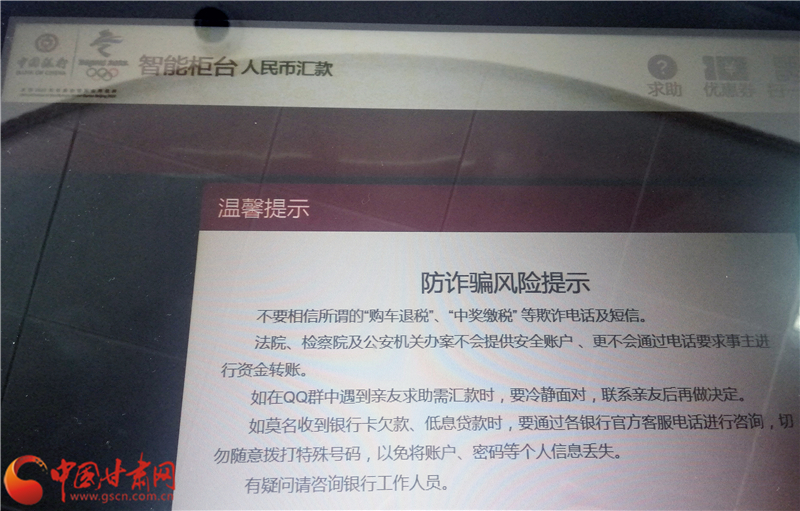 中国银行
BANK OF CHINA
智能柜台 人民币汇款
求助
优惠券
温馨提示
防诈骗风险提示
不要相信所谓的“购车退税”、“中奖缴税” 等欺诈电话及短信。
法院、检察院及公安机关办案不会提供安全账户 、更不会通过电话要求事主进
行资金转账。
如在QQ群中遇到亲友求助需汇款时，要冷静面对，联系亲友后再做决定。
如莫名收到银行卡欠款、低息贷款时，要通过各银行官方客服电话进行咨询，切
勿随意拨打特殊号码，以免将账户、密码等个人信息丢失。
有疑问请咨询银行工作人员。
中国甘肃网
www.gscn.com.cn